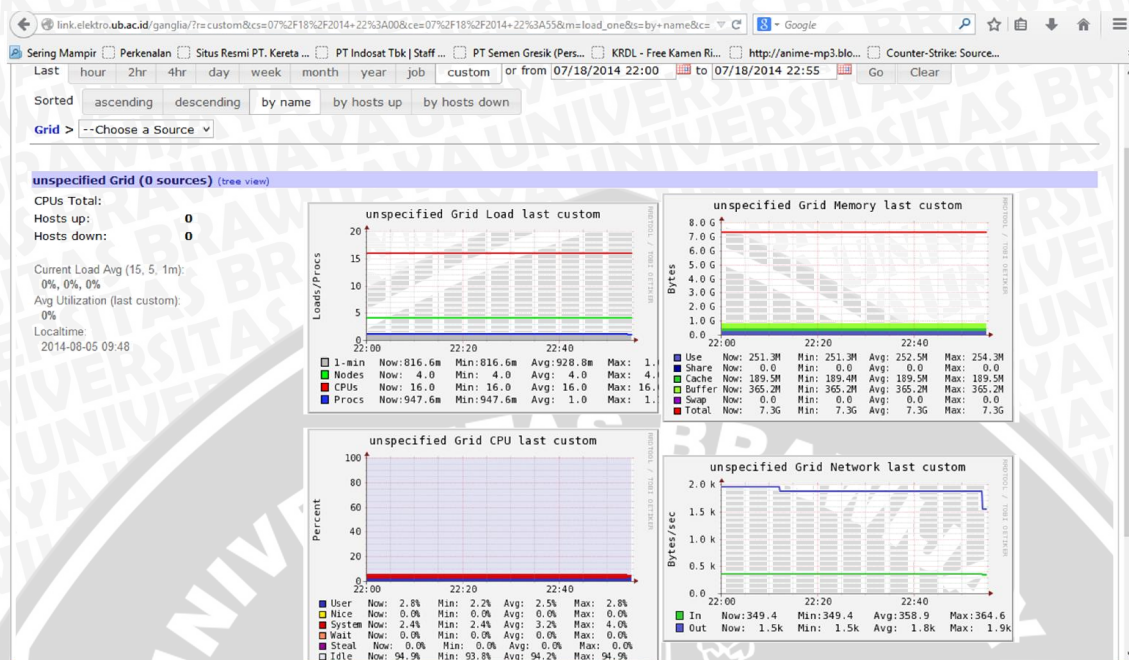 link.elektro.ub.ac.id/ganglia/?r=custom&cs=07%2F18%2F2014+22%3A00&ce=07%2F18%2F2014+22%3A55&m=load_one&s=by+name&c= Google
Sering Mampir Perkenalan Situs Resmi PT. Kereta ... PT Indosat Tbk | Staff ... PT Semen Gresik (Pers... KRDL - Free Kamen Ri... http://anime-mp3.blo... Counter-Strike: Source...
Last hour 2hr 4hr day week month year job custom or from 07/18/2014 22:00 to 07/18/2014 22:55 Go Clear
Sorted ascending descending by name by hosts up by hosts down
Grid > --Choose a Source
unspecified Grid (0 sources) (tree view)
CPUs Total:
Hosts up: 0
Hosts down: 0
Current Load Avg (15, 5, 1m):
0%, 0%, 0%
Avg Utilization (last custom):
0%
Localtime:
2014-08-05 09:48
unspecified Grid Load last custom
RRDTOOL / TOBI OETIKER
Loads/Procs
20
15
10
5
0
22:00 22:20 22:40
1-min Now:816.6m Min:816.6m Avg:928.8m Max: 1.
Nodes Now: 4.0 Min: 4.0 Avg: 4.0 Max: 4.
CPUs Now: 16.0 Min: 16.0 Avg: 16.0 Max: 16.
Procs Now:947.6m Min:947.6m Avg: 1.0 Max: 1.
unspecified Grid Memory last custom
RRDTOOL / TOBI OETIKER
Bytes
8.0 G
7.0 G
6.0 G
5.0 G
4.0 G
3.0 G
2.0 G
1.0 G
0.0
22:00 22:20 22:40
Use Now: 251.3M Min: 251.3M Avg: 252.5M Max: 254.3M
Share Now: 0.0 Min: 0.0 Avg: 0.0 Max: 0.0
Cache Now: 189.5M Min: 189.4M Avg: 189.5M Max: 189.5M
Buffer Now: 365.2M Min: 365.2M Avg: 365.2M Max: 365.2M
Swap Now: 0.0 Min: 0.0 Avg: 0.0 Max: 0.0
Total Now: 7.3G Min: 7.3G Avg: 7.3G Max: 7.3G
unspecified Grid CPU last custom
RRDTOOL / TOBI OETIKER
Percent
100
80
60
40
20
0
22:00 22:20 22:40
User Now: 2.8% Min: 2.2% Avg: 2.5% Max: 2.8%
Nice Now: 0.0% Min: 0.0% Avg: 0.0% Max: 0.0%
System Now: 2.4% Min: 2.4% Avg: 3.2% Max: 4.0%
Wait Now: 0.0% Min: 0.0% Avg: 0.0% Max: 0.0%
Steal Now: 0.0% Min: 0.0% Avg: 0.0% Max: 0.0%
Idle Now: 94.9% Min: 93.8% Avg: 94.2% Max: 94.9%
unspecified Grid Network last custom
RRDTOOL / TOBI OETIKER
Bytes/sec
2.0 k
1.5 k
1.0 k
0.5 k
0.0
22:00 22:20 22:40
In Now:349.4 Min:349.4 Avg:358.9 Max:364.6
Out Now: 1.5k Min: 1.5k Avg: 1.8k Max: 1.9k